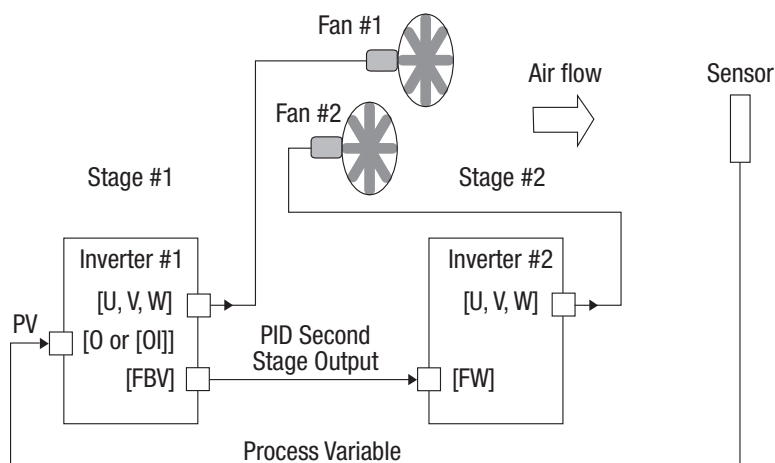 Fan #1
Air flow
Sensor
Fan #2
Stage #1
Stage #2
Inverter #1
Inverter #2
[U, V, W]
[U, V, W]
PV
[O or [OI]]
PID Second
Stage Output
[FBV]
[FW]
Process Variable